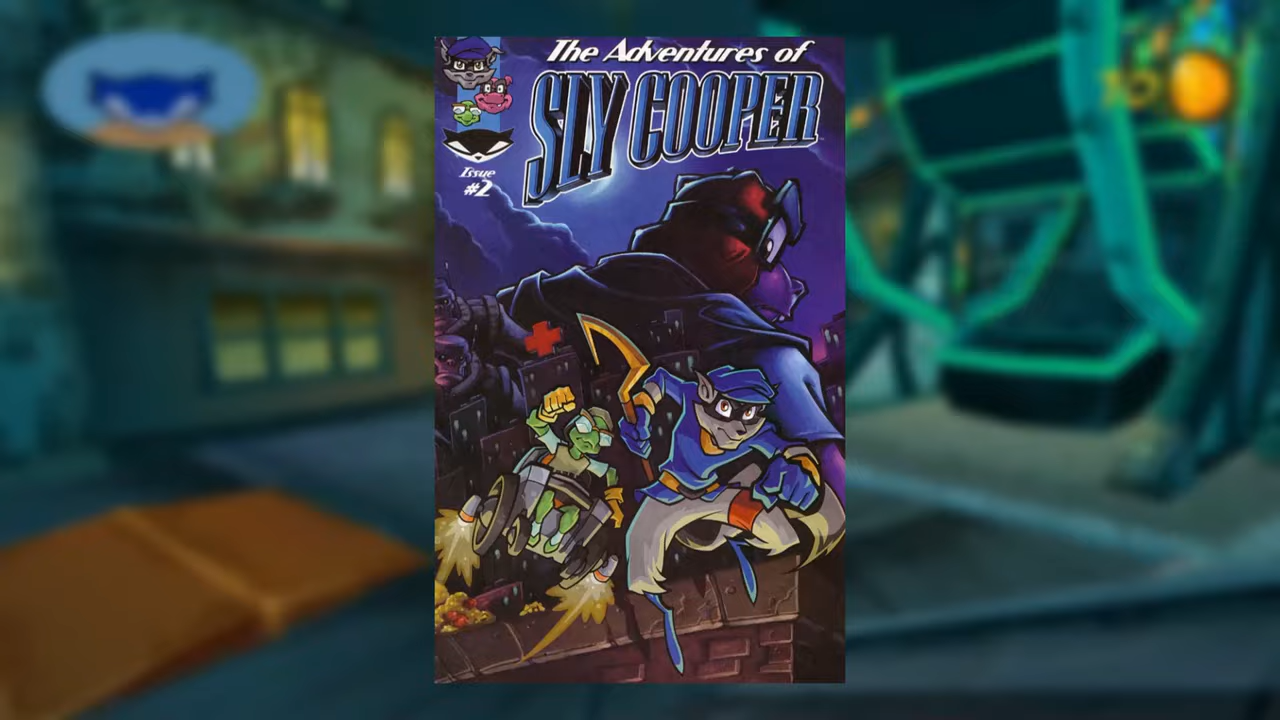 The Adventures of
SLY COOPER
Issue
#2